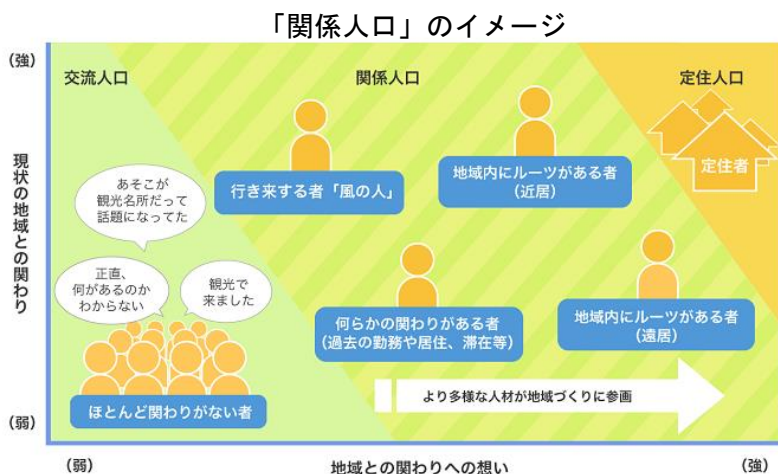 「関係人口」のイメージ
（強）
交流人口
関係人口
定住人口
現状の地域との関わり
あそこが
観光名所だって
話題になってた
正直、
何があるのか
わからない
観光で
来ました
行き来する者「風の人」
地域内にルーツがある者
（近居）
定住者
何らかの関わりがある者
（過去の勤務や居住、滞在等）
地域内にルーツがある者
（遠居）
ほとんど関わりがない者
より多様な人材が地域づくりに参画
（弱）
（弱）
地域との関わりへの想い
（強）